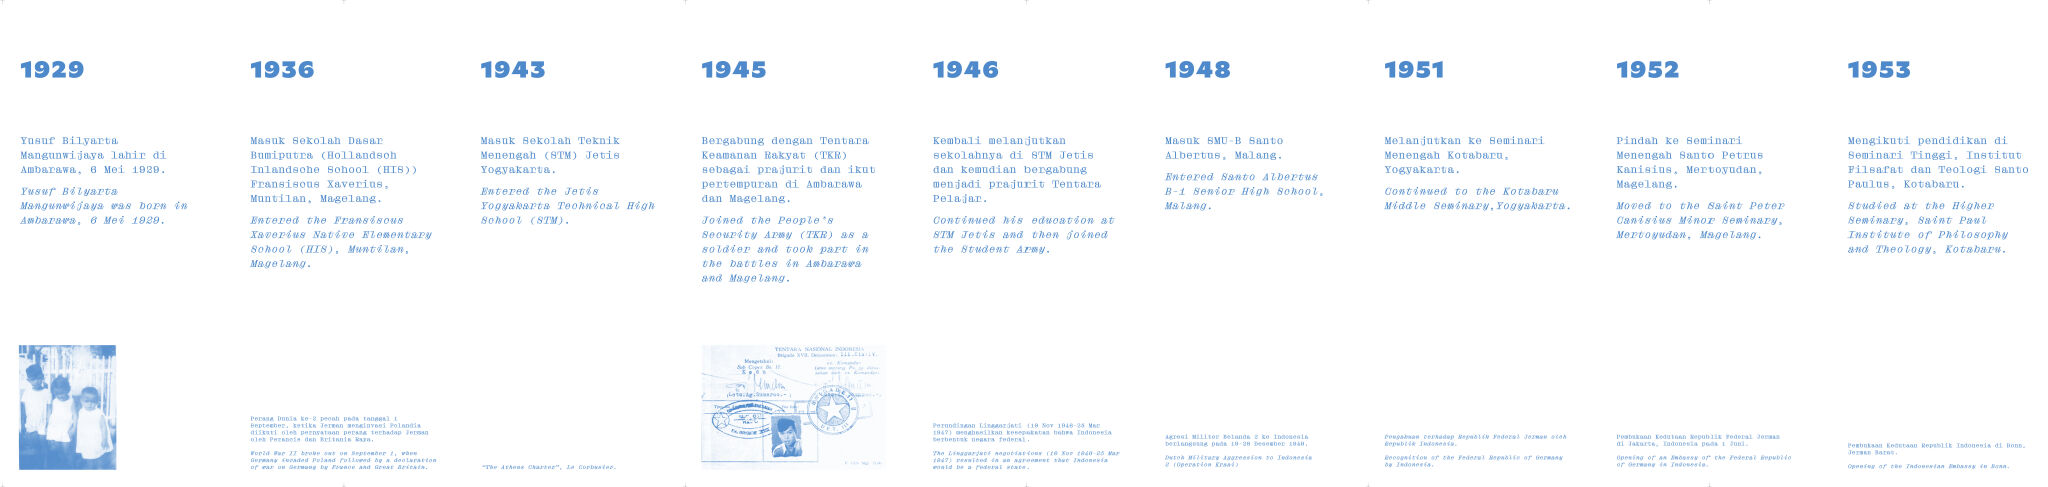 1929
Yusuf Bilyarta
Mangunwijaya lahir di
Ambarawa, 6 Mei 1929.
Yusuf Bilyarta
Mangunwijaya was born in
Ambarawa, 6 Mei 1929.
1936
Masuk Sekolah Dasar
Bumiputra (Hollandsch
Inlandsche School (HIS))
Fransiscus Xaverius,
Muntilan, Magelang.
Entered the Fransiscus
Xaverius Native Elementary
School (HIS), Muntilan,
Magelang.
Perang Dunia ke-2 pecah pada tanggal 1
September, ketika Jerman menginvasi Polandia
diikuti oleh pernyataan perang terhadap Jerman
oleh Perancis dan Britania Raya.
World War II broke out on September 1, when
Germany invaded Poland followed by a declaration
of war on Germany by France and Great Britain.
1943
Masuk Sekolah Teknik
Menengah (STM) Jetis
Yogyakarta.
Entered the Jetis
Yogyakarta Technical High
School (STM).
"The Athens Charter", Le Corbusier.
1945
Bergabung dengan Tentara
Keamanan Rakyat (TKR)
sebagai prajurit dan ikut
pertempuran di Ambarawa
dan Magelang.
Joined the People's
Security Army (TKR) as a
soldier and took part in
the battles in Ambarawa
and Magelang.
TENTARA NASIONAL INDONESIA
Brigade XVII, Detasemen
Mengetahui:
1946
Kembali melanjutkan
sekolahnya di STM Jetis
dan kemudian bergabung
menjadi prajurit Tentara
Pelajar.
Continued his education at
STM Jetis and then joined
the Student Army.
Perundingan Linggarjati (19 Nov 1946-25 Mar
1947) menghasilkan kesepakatan bahwa Indonesia
berbentuk negara federal.
The Linggarjati negotiations (16 Nov 1946-25 Mar
1947) resulted in an agreement that Indonesia
would be a federal state.
1948
Masuk SMU-B Santo
Albertus, Malang.
Entered Santo Albertus
B-1 Senior High School,
Malang.
Agresi Militer Belanda 2 ke Indonesia
berlangsung pada 19-28 Desember 1948.
Dutch Military Aggression to Indonesia
2 (Operation Kraai)
1951
Melanjutkan ke Seminari
Menengah Kotabaru,
Yogyakarta.
Continued to the Kotabaru
Middle Seminary,Yogyakarta.
Pengakuan terhadap Republik Federal Jerman oleh
Republik Indonesia.
Recognition of the Federal Republic of Germany
by Indonesia.
1952
Pindah ke Seminari
Menengah Santo Petrus
Kanisius, Mertoyudan,
Magelang.
Moved to the Saint Peter
Canisius Minor Seminary,
Mertoyudan, Magelang.
Pembukaan Kedutaan Republik Federal Jerman
di Jakarta, Indonesia pada 1 Juni.
Opening of an Embassy of the Federal Republic
of Germany in Indonesia.
1953
Mengikuti pendidikan di
Seminari Tinggi, Institut
Filsafat dan Teologi Santo
Paulus, Kotabaru.
Studied at the Higher
Seminary, Saint Paul
Institute of Philosophy
and Theology, Kotabaru.
Pembukaan Kedutaan Republik Indonesia di Bonn,
Jerman Barat.
Opening of the Indonesian Embassy in Bonn.